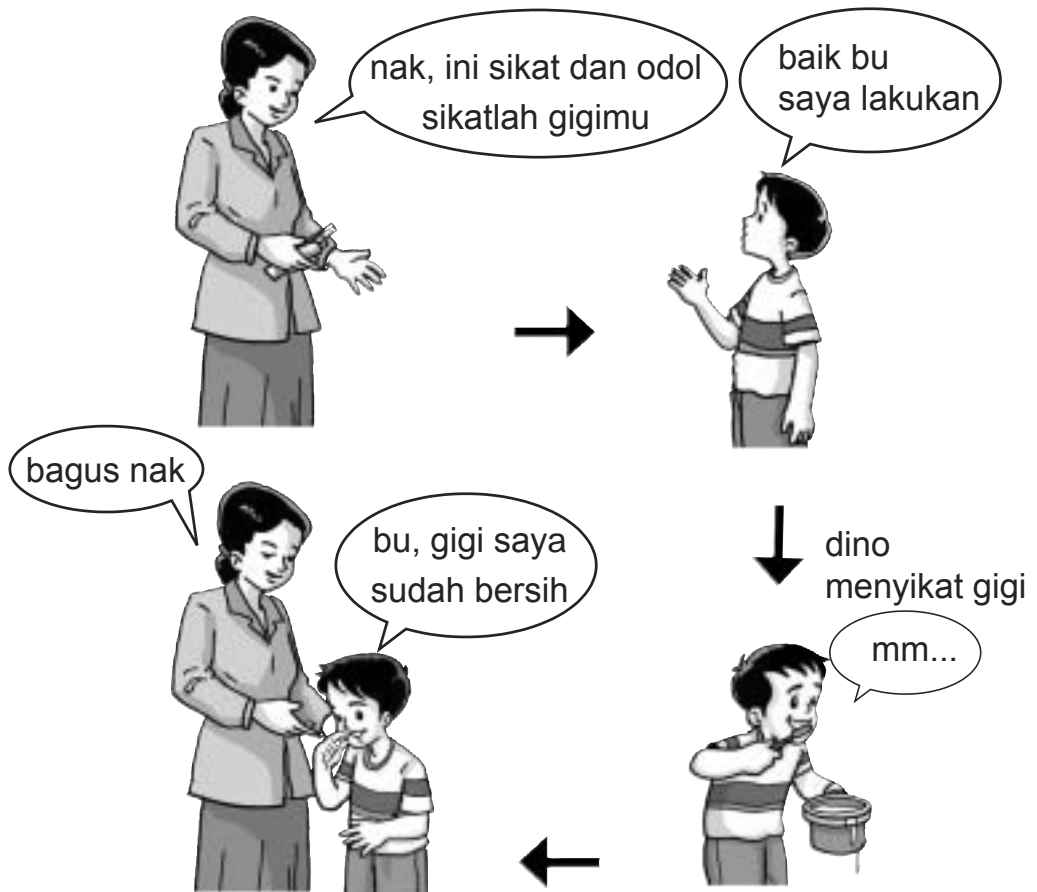 nak, ini sikat dan odol
sikatlah gigimu
baik bu
saya lakukan
dino
menyikat gigi
mm...
bu, gigi saya
sudah bersih
bagus nak